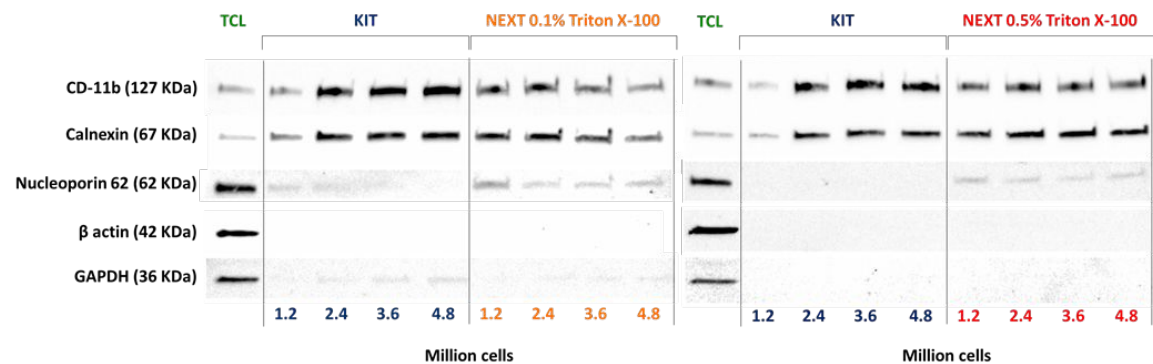 TCL KIT NEXT 0.1% Triton X-100 TCL KIT NEXT 0.5% Triton X-100
CD-11b (127 KDa)
Calnexin (67 KDa)
Nucleoporin 62 (62 KDa)
β actin (42 KDa)
GAPDH (36 KDa)
1.2 2.4 3.6 4.8 1.2 2.4 3.6 4.8 1.2 2.4 3.6 4.8 1.2 2.4 3.6 4.8
Million cells Million cells